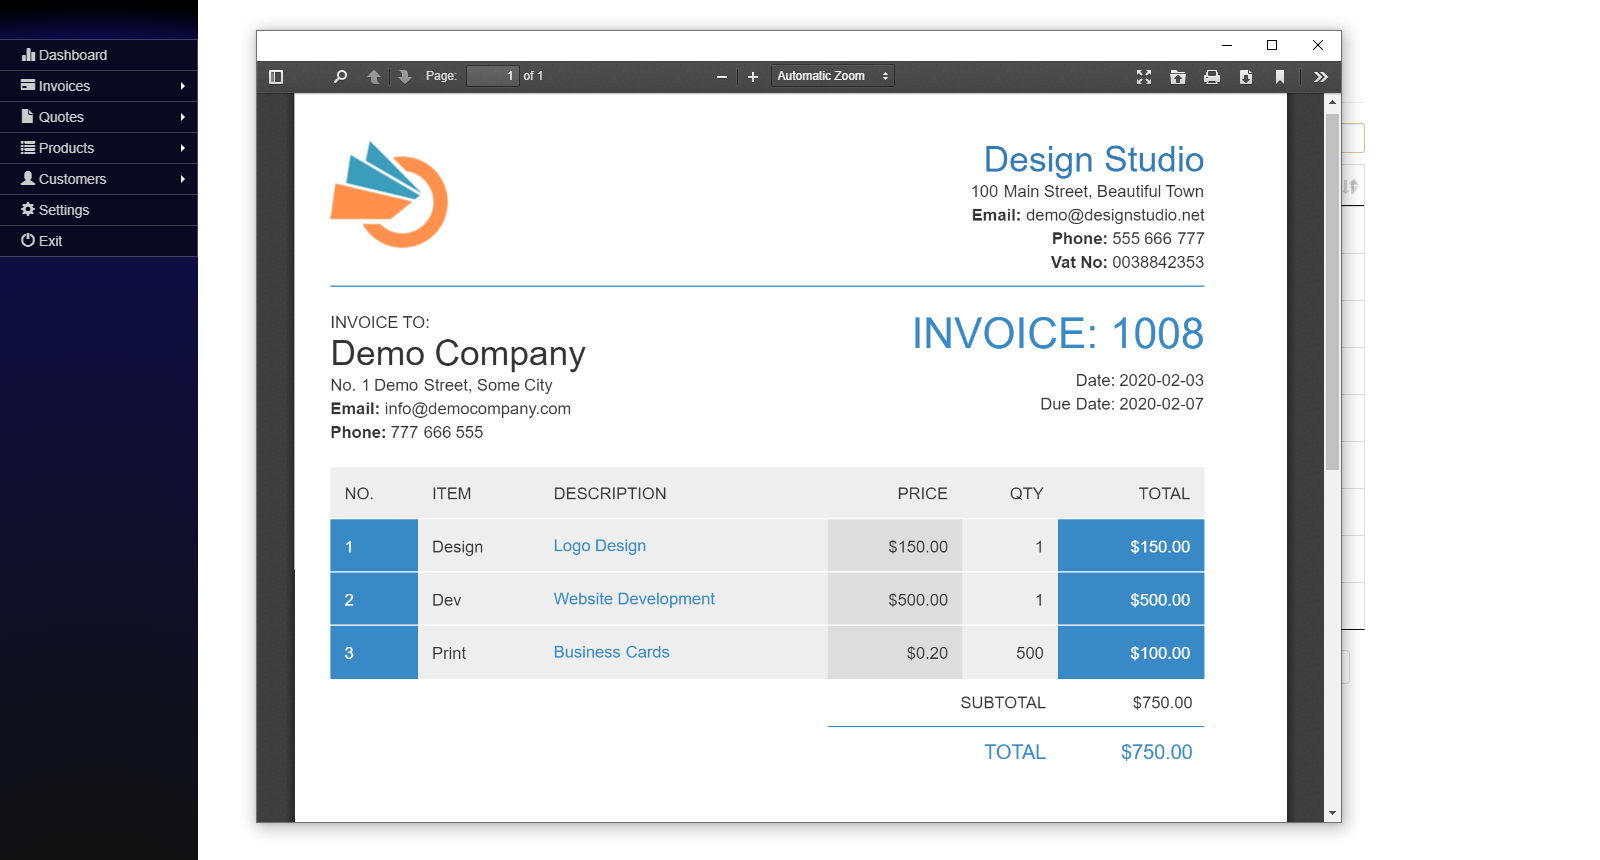 Dashboard
Invoices
Quotes
Products
Customers
Settings
Exit
Page: 1 of 1
Automatic Zoom
Design Studio
100 Main Street, Beautiful Town
Email: demo@designstudio.net
Phone: 555 666 777
Vat No: 0038842353
INVOICE TO:
Demo Company
No. 1 Demo Street, Some City
Email: info@democompany.com
Phone: 777 666 555
INVOICE: 1008
Date: 2020-02-03
Due Date: 2020-02-07
NO. ITEM DESCRIPTION PRICE QTY TOTAL
1 Design Logo Design $150.00 1 $150.00
2 Dev Website Development $500.00 1 $500.00
3 Print Business Cards $0.20 500 $100.00
SUBTOTAL $750.00
TOTAL $750.00